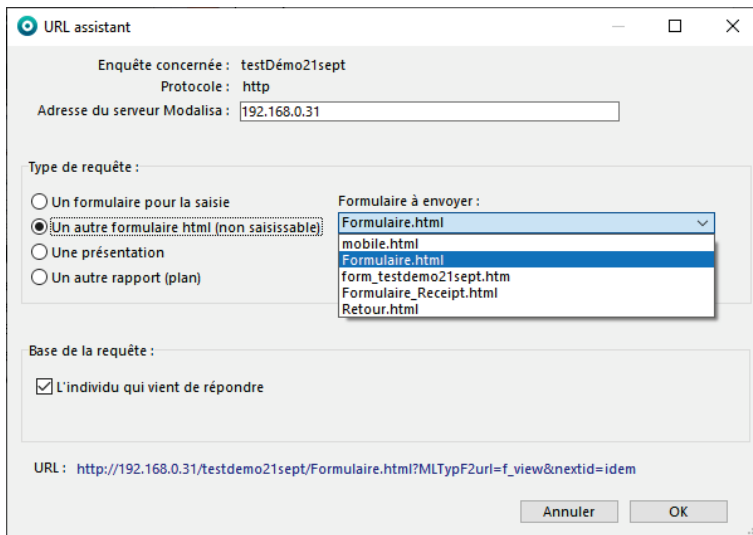 URL assistant
Enquête concernée : testDémo21sept
Protocole : http
Adresse du serveur Modalisa : 192.168.0.31
Type de requête :
Un formulaire pour la saisie
Formulaire à envoyer :
Un autre formulaire html (non saisissable)
Formulaire.html
mobile.html
Une présentation
Formulaire.html
Un autre rapport (plan)
form_testdemo21sept.htm
Formulaire_Receipt.html
Retour.html
Base de la requête :
L'individu qui vient de répondre
URL : http://192.168.0.31/testdemo21sept/Formulaire.html?MLTypF2url=f_view&nextid=idem
Annuler OK